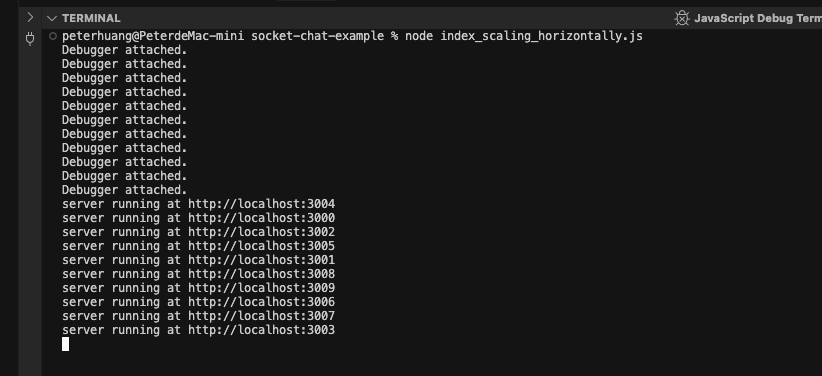 TERMINAL
JavaScript Debug Term
peterhuang@PeterdeMac-mini socket-chat-example % node index_scaling_horizontally.js
Debugger attached.
Debugger attached.
Debugger attached.
Debugger attached.
Debugger attached.
Debugger attached.
Debugger attached.
Debugger attached.
Debugger attached.
Debugger attached.
Debugger attached.
server running at http://localhost:3004
server running at http://localhost:3000
server running at http://localhost:3002
server running at http://localhost:3005
server running at http://localhost:3001
server running at http://localhost:3008
server running at http://localhost:3009
server running at http://localhost:3006
server running at http://localhost:3007
server running at http://localhost:3003